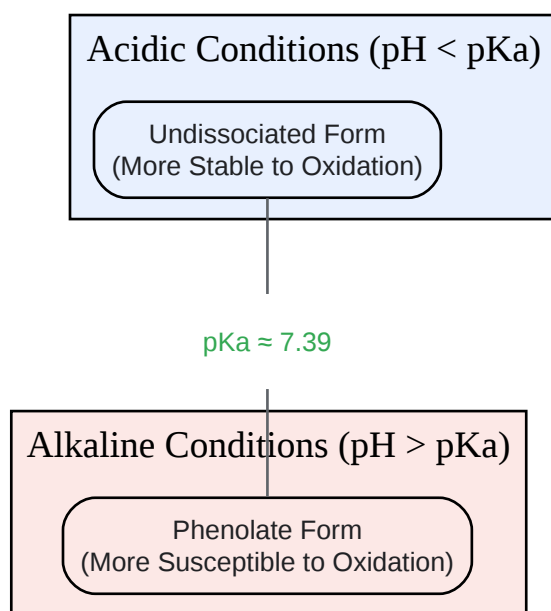 Acidic Conditions (pH < pKa)
Undissociated Form
(More Stable to Oxidation)
pKa ≈ 7.39
Alkaline Conditions (pH > pKa)
Phenolate Form
(More Susceptible to Oxidation)